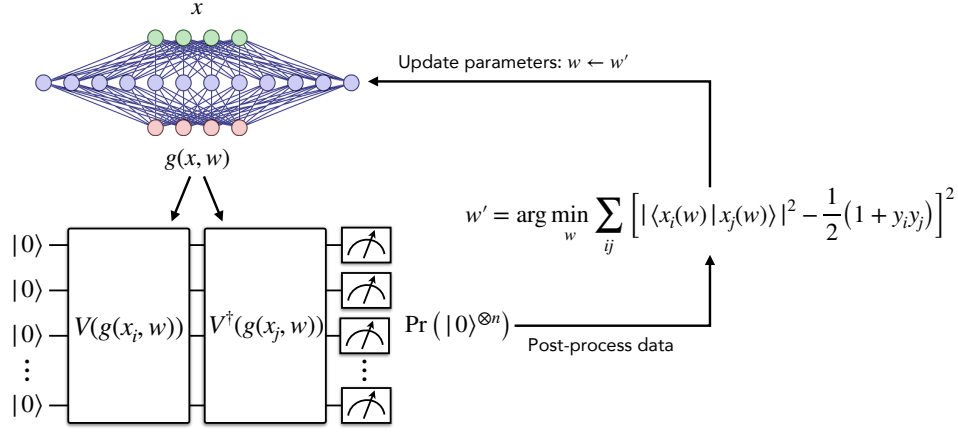 x
Update parameters: w ← w′
g(x, w)
w′ = arg min_w ∑_{ij} [|⟨x_i(w)|x_j(w)⟩|² − 1/2 (1 + y_i y_j)]²
|0⟩
|0⟩
V(g(x_i, w)) V†(g(x_j, w))
|0⟩
Pr (|0⟩^{⊗n})
Post-process data
⋮ ⋮
|0⟩